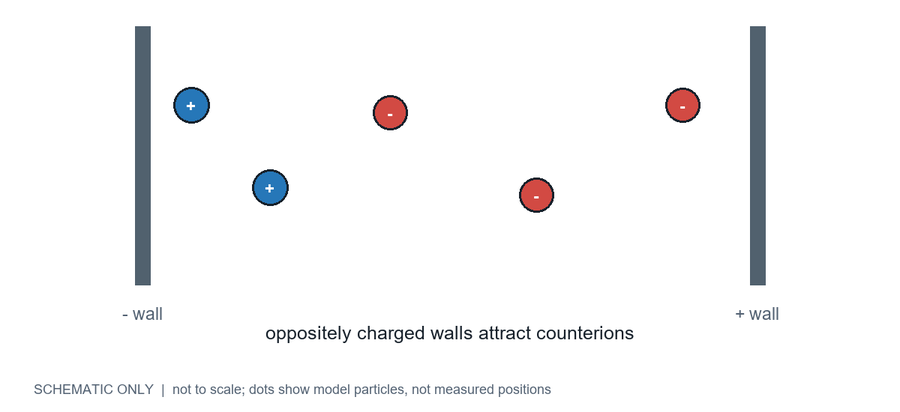 +
-
-
+
-
- wall
+ wall
oppositely charged walls attract counterions
SCHEMATIC ONLY | not to scale; dots show model particles, not measured positions